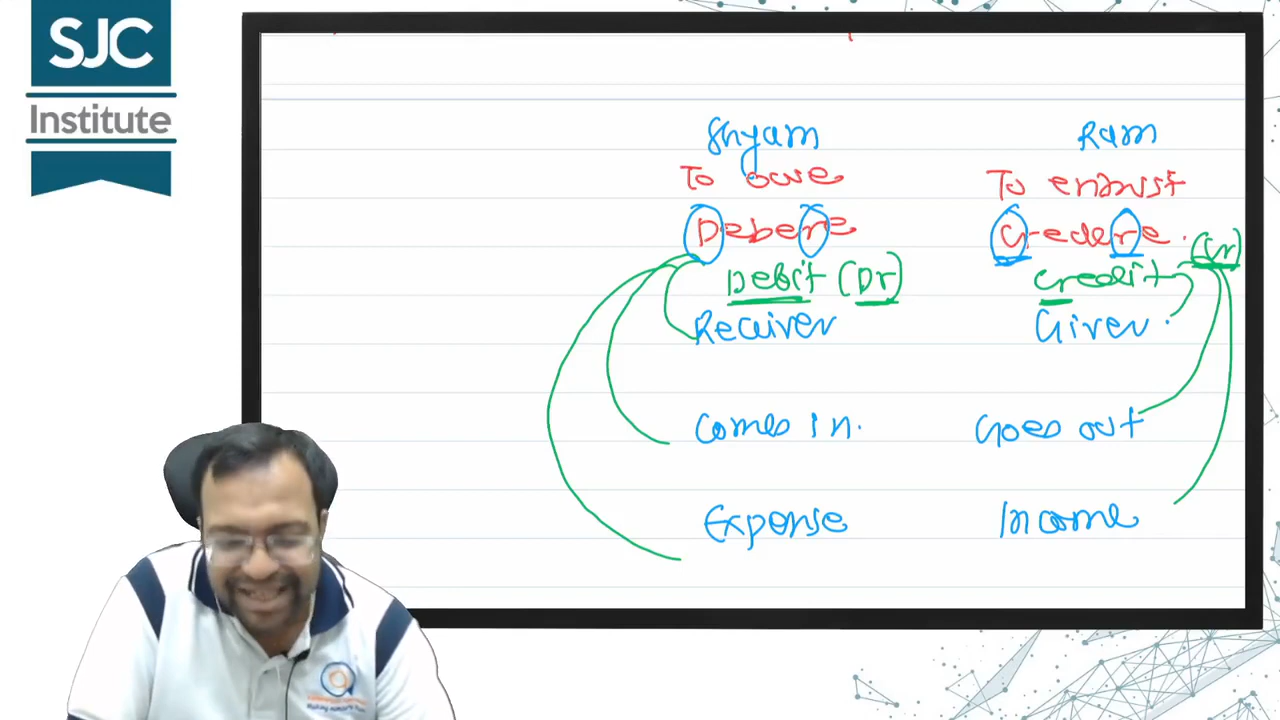 SJC
Institute
Shyam Ram
To owe To entrust
Debere Credere. (Cr)
Debit (Dr) credit
Receiver Giver.
Comes in. Goes out
Expense Income